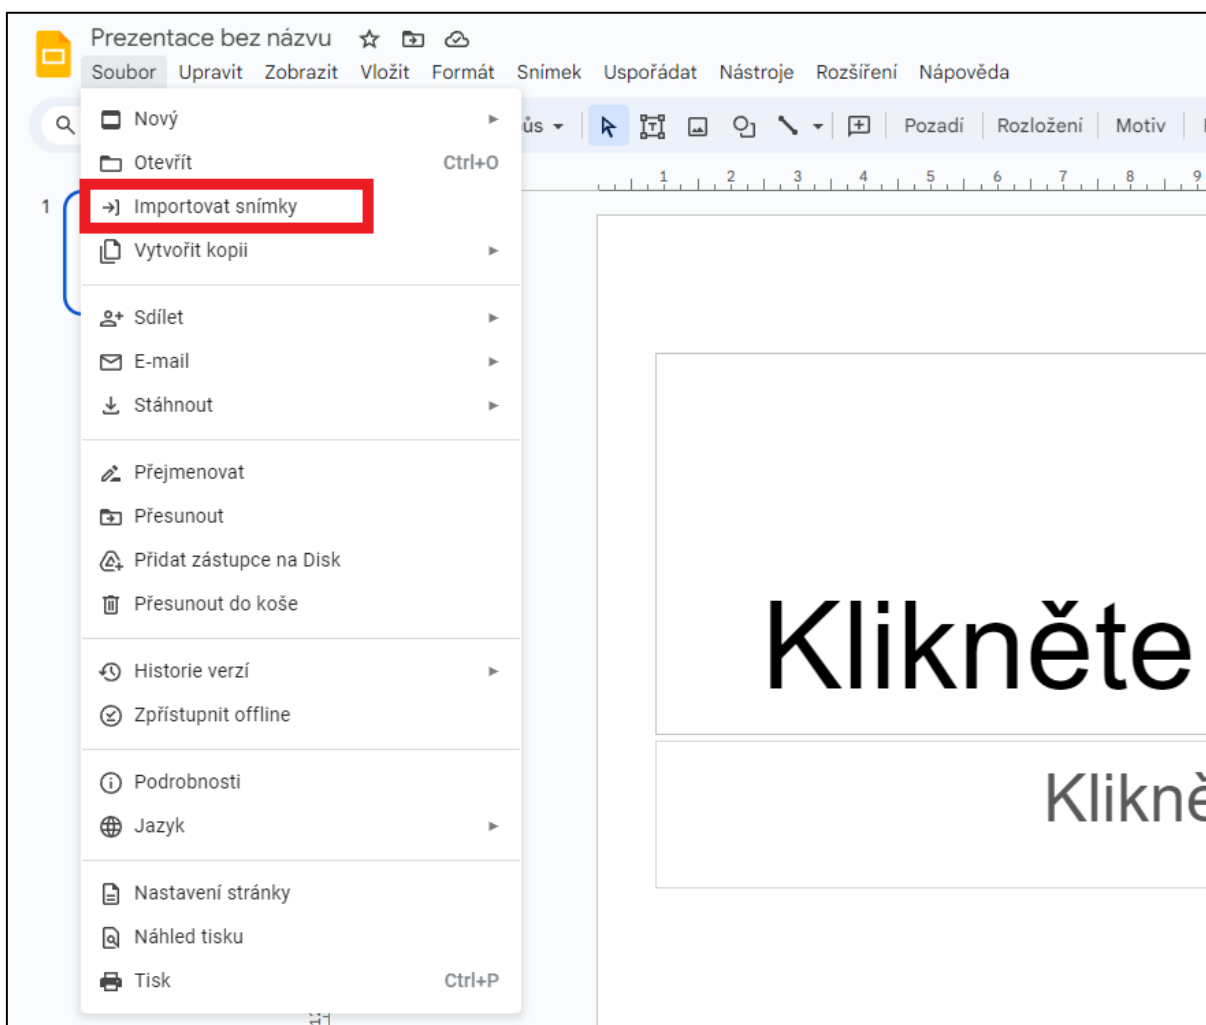 Prezentace bez názvu
Soubor Upravit Zobrazit Vložit Formát Snímek Uspořádat Nástroje Rozšíření Nápověda
Nový
ůs Pozadí Rozložení Motiv
Otevřít Ctrl+O
1 2 3 4 5 6 7 8 9
1
Importovat snímky
Vytvořit kopii
Sdílet
E-mail
Stáhnout
Přejmenovat
Přesunout
Přidat zástupce na Disk
Přesunout do koše
Klikněte
Historie verzí
Zpřístupnit offline
Podrobnosti
Klikně
Jazyk
Nastavení stránky
Náhled tisku
Tisk Ctrl+P